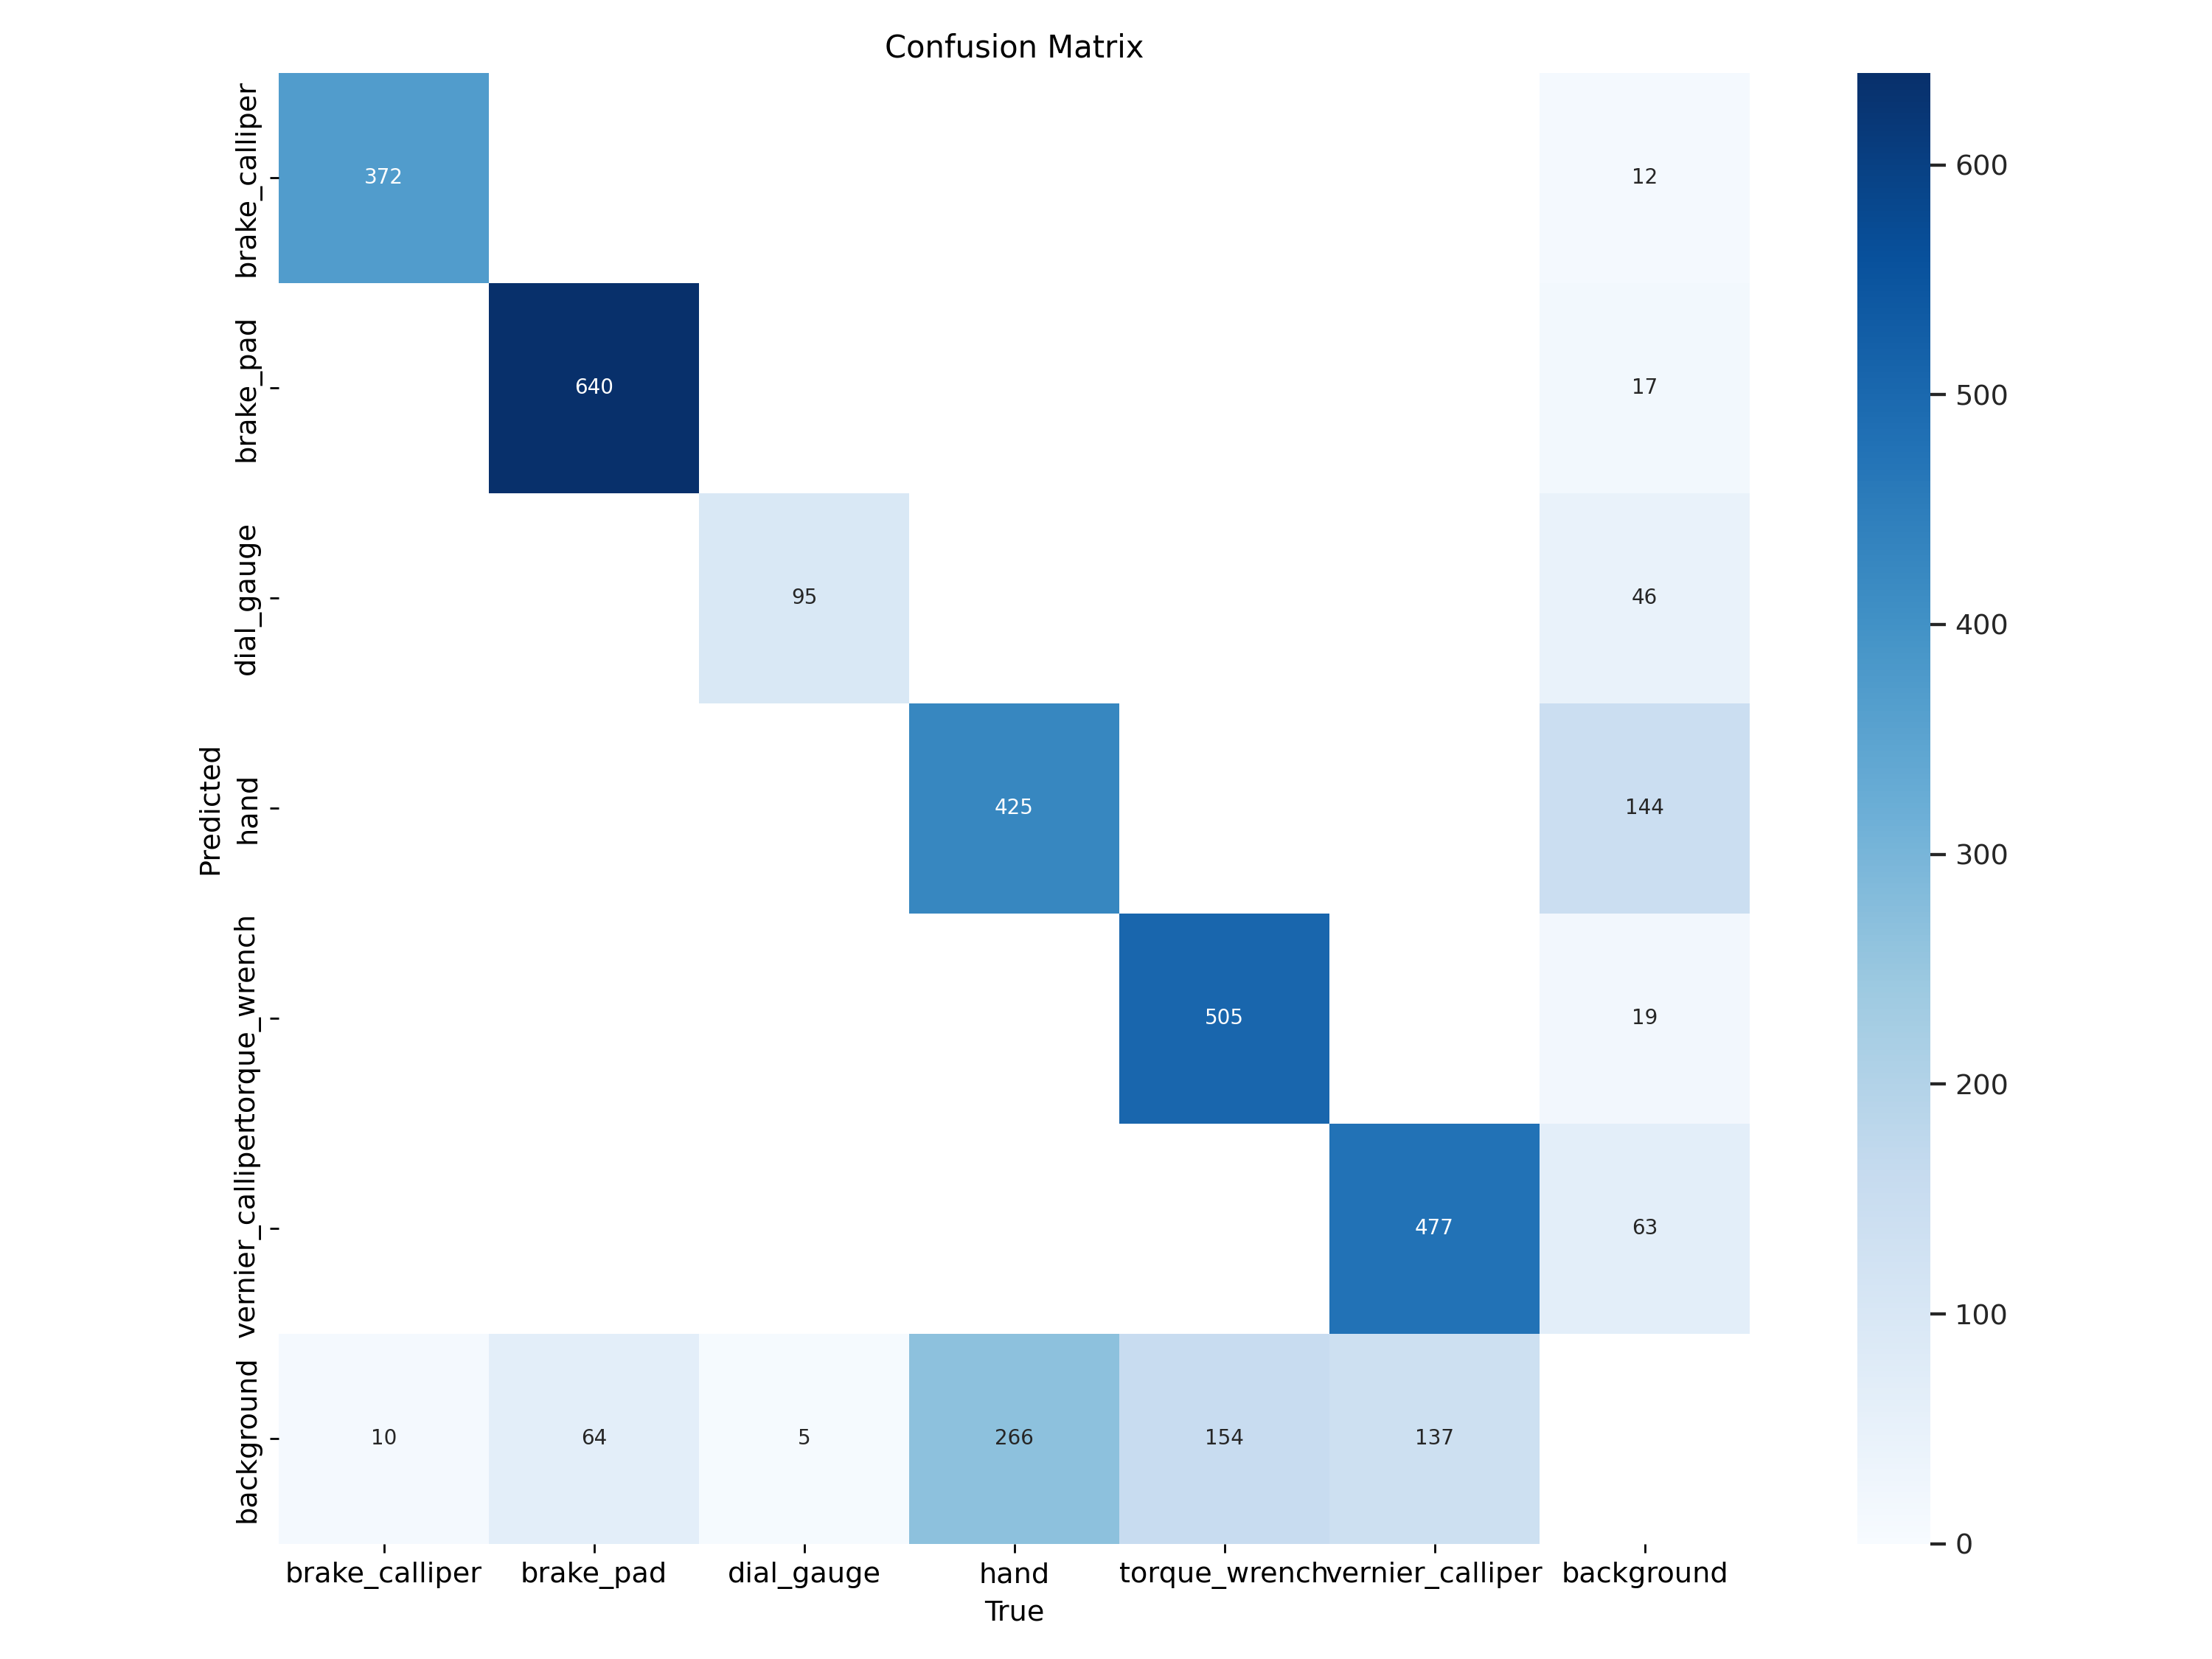 Confusion Matrix
brake_calliper
372
12
600
brake_pad
640
17
500
dial_gauge
95
46
400
Predicted
hand
425
144
300
torque_wrench
505
19
200
vernier_calliper
477
63
100
background
10
64
5
266
154
137
0
brake_calliper brake_pad dial_gauge hand torque_wrench vernier_calliper background
True